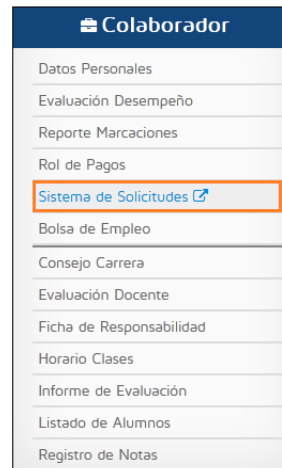 Colaborador
Datos Personales
Evaluación Desempeño
Reporte Marcaciones
Rol de Pagos
Sistema de Solicitudes
Bolsa de Empleo
Consejo Carrera
Evaluación Docente
Ficha de Responsabilidad
Horario Clases
Informe de Evaluación
Listado de Alumnos
Registro de Notas